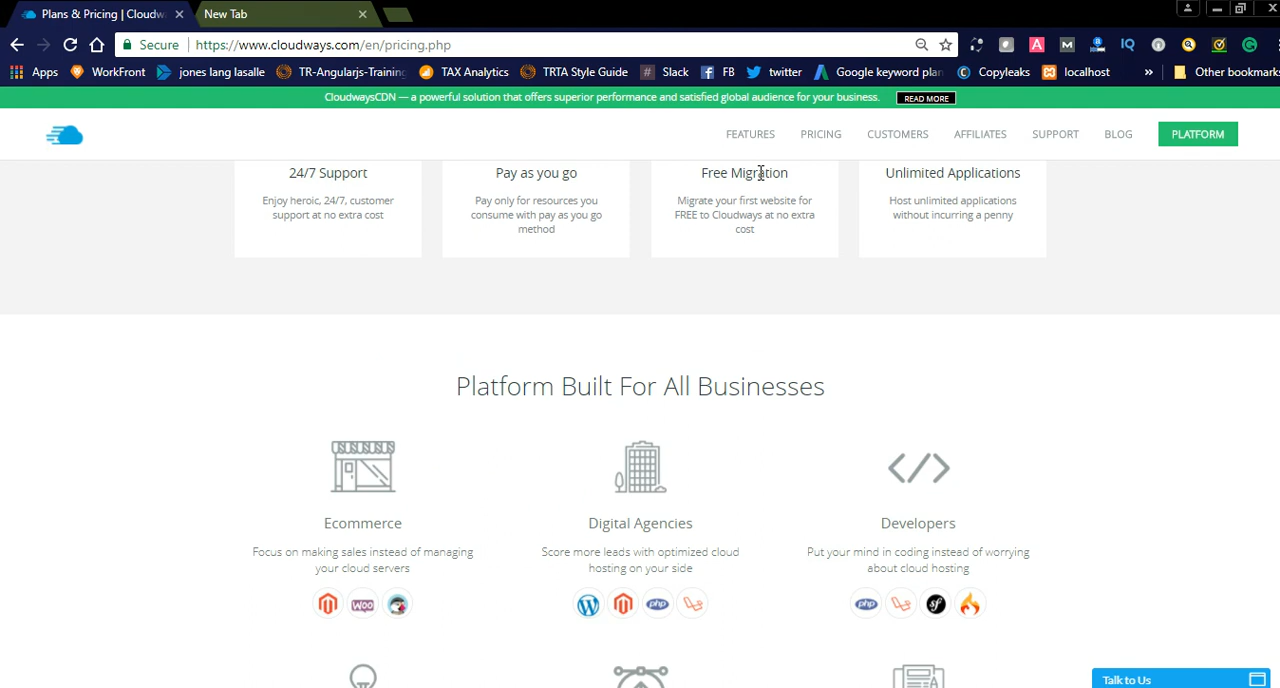 Plans & Pricing | Cloudw
New Tab
Secure https://www.cloudways.com/en/pricing.php
Apps WorkFront jones lang lasalle TR-Angularjs-Training TAX Analytics TRTA Style Guide Slack FB twitter Google keyword plan Copyleaks localhost » Other bookmarks
CloudwaysCDN — a powerful solution that offers superior performance and satisfied global audience for your business. READ MORE
FEATURES PRICING CUSTOMERS AFFILIATES SUPPORT BLOG PLATFORM
24/7 Support
Enjoy heroic, 24/7, customer
support at no extra cost
Pay as you go
Pay only for resources you
consume with pay as you go
method
Free Migration
Migrate your first website for
FREE to Cloudways at no extra
cost
Unlimited Applications
Host unlimited applications
without incurring a penny
Platform Built For All Businesses
Ecommerce
Focus on making sales instead of managing
your cloud servers
WOO
Digital Agencies
Score more leads with optimized cloud
hosting on your side
php
Developers
Put your mind in coding instead of worrying
about cloud hosting
php sf
Talk to Us